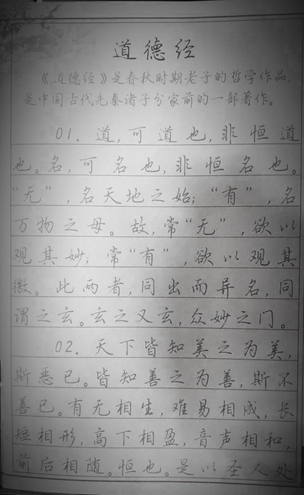 道德经
《道德经》是春秋时期老子的哲学作品,
是中国古代先秦诸子分家前的一部著作。
01. 道,可道也,非恒道
也。名,可名也,非恒名也。
“无”,名天地之始;“有”,名
万物之母。故,常“无”,欲以
观其妙;常“有”,欲以观其
徼。此两者,同出而异名,同
谓之玄。玄之又玄,众妙之门。
02. 天下皆知美之为美,
斯恶已。皆知善之为善,斯不
善已。有无相生,难易相成,长
短相形,高下相盈,音声相和,
前后相随。恒也。是以圣人处